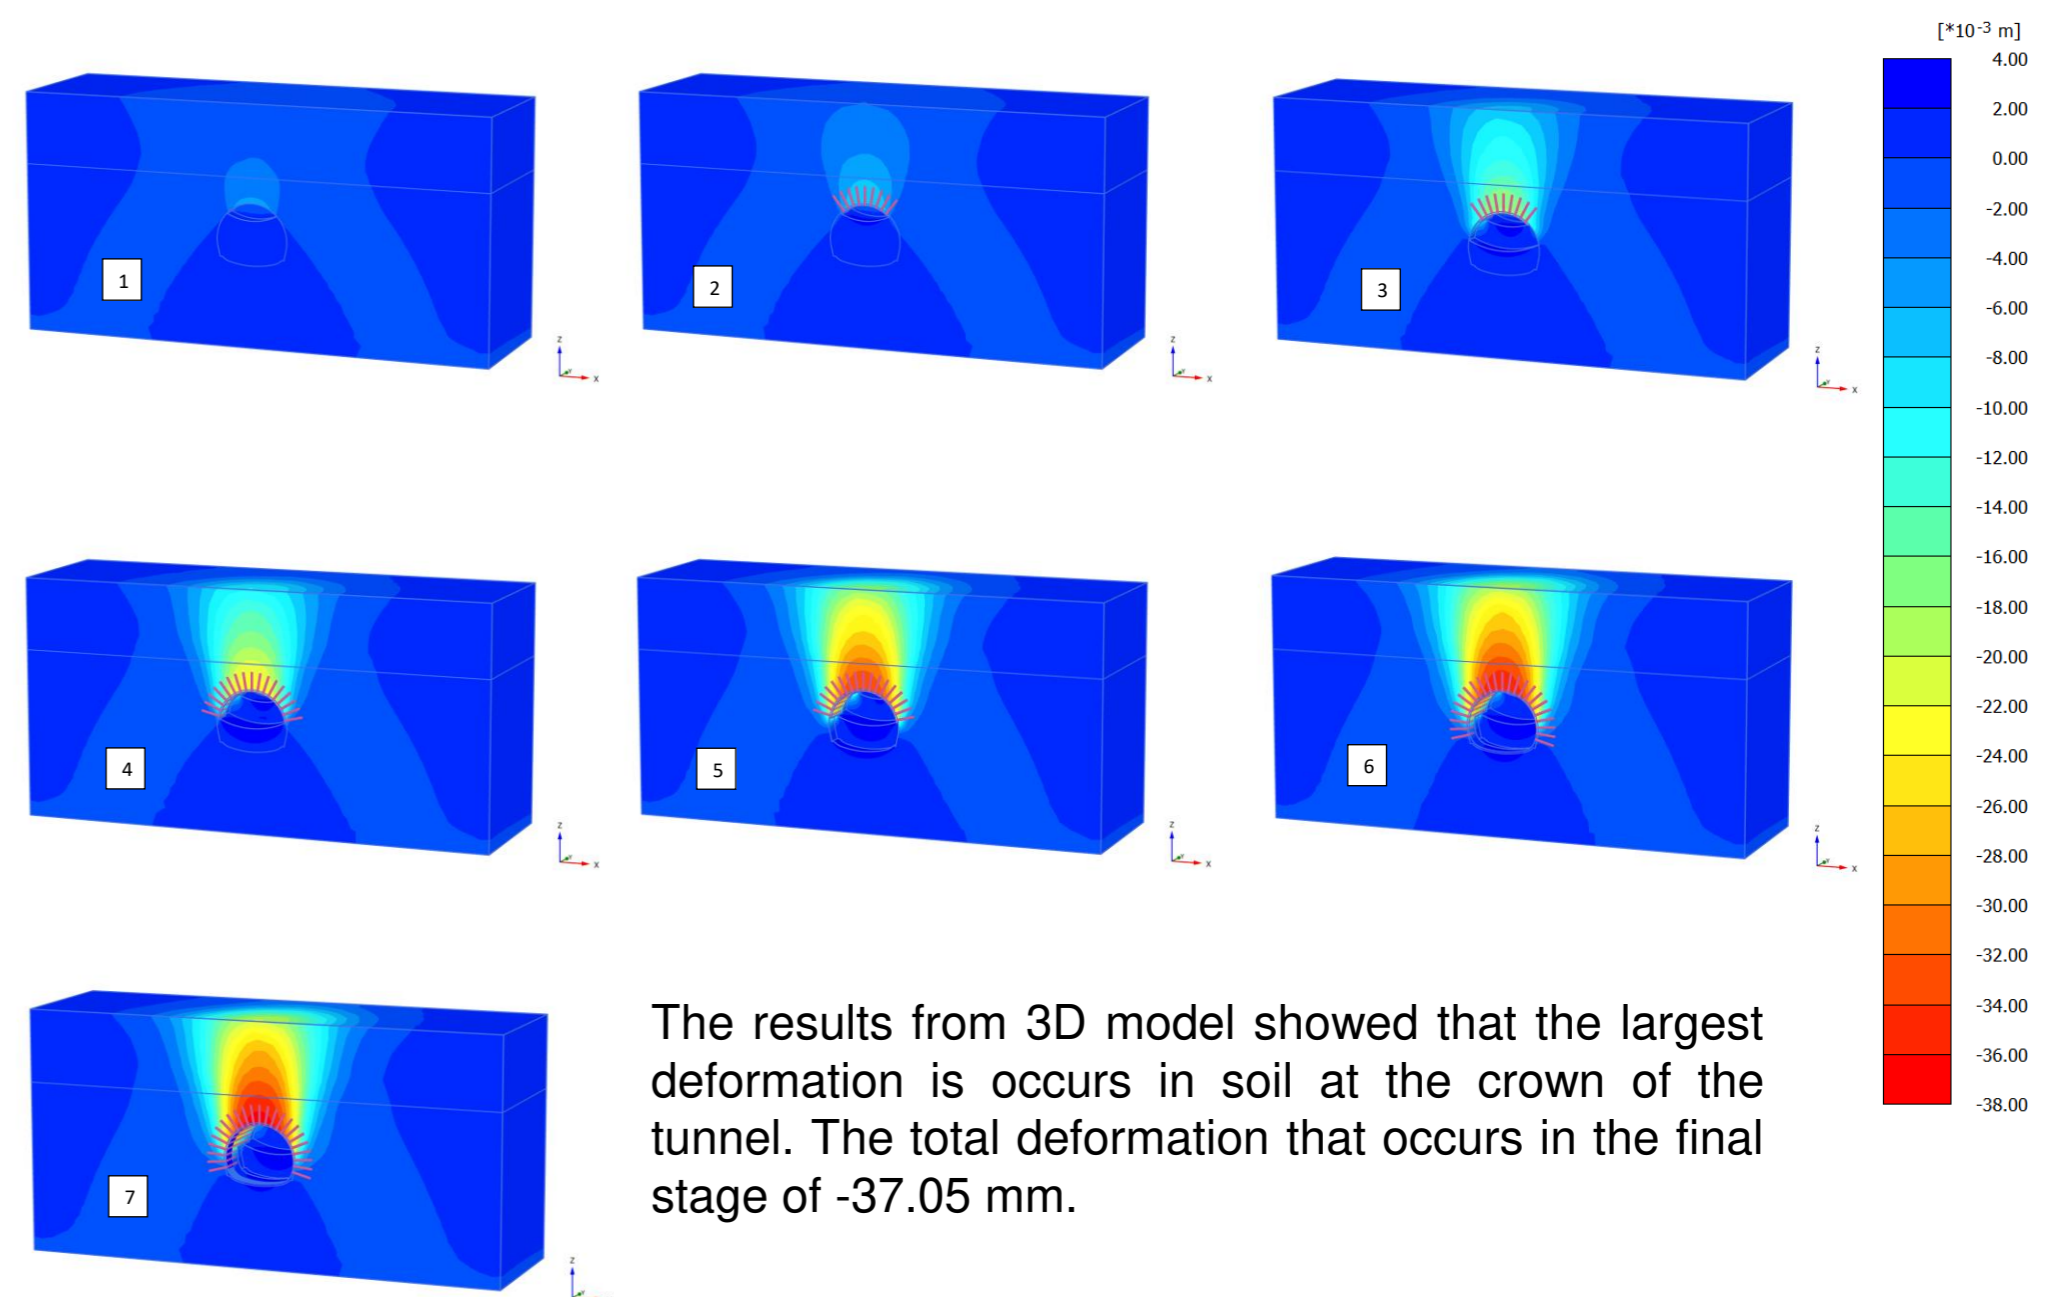 [*10⁻³ m]
4.00
2.00
0.00
-2.00
-4.00
-6.00
-8.00
-10.00
-12.00
-14.00
-16.00
-18.00
-20.00
-22.00
-24.00
-26.00
-28.00
-30.00
-32.00
-34.00
-36.00
-38.00
1
z
y
x
2
z
y
x
3
z
y
x
4
z
y
x
5
z
y
x
6
z
y
x
7
z
y
The results from 3D model showed that the largest
deformation is occurs in soil at the crown of the
tunnel. The total deformation that occurs in the final
stage of -37.05 mm.